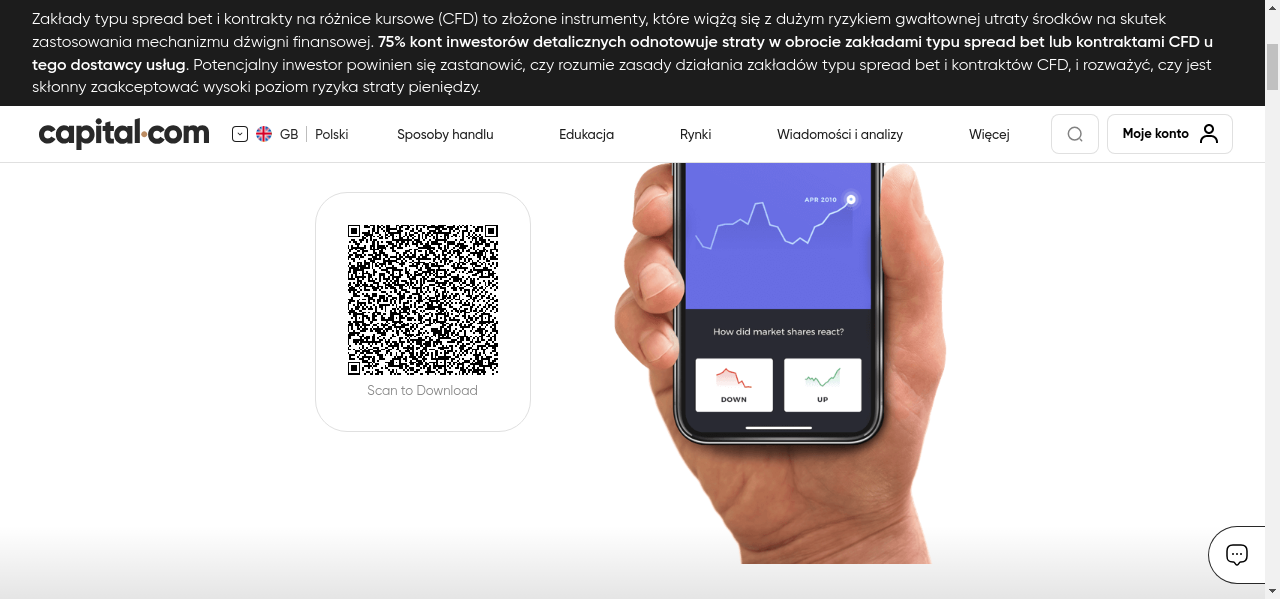 Zakłady typu spread bet i kontrakty na różnice kursowe (CFD) to złożone instrumenty, które wiążą się z dużym ryzykiem gwałtownej utraty środków na skutek
zastosowania mechanizmu dźwigni finansowej. 75% kont inwestorów detalicznych odnotowuje straty w obrocie zakładami typu spread bet lub kontraktami CFD u
tego dostawcy usług. Potencjalny inwestor powinien się zastanowić, czy rozumie zasady działania zakładów typu spread bet i kontraktów CFD, i rozważyć, czy jest
skłonny zaakceptować wysoki poziom ryzyka straty pieniędzy.
capital.com GB Polski Sposoby handlu Edukacja Rynki Wiadomości i analizy Więcej Moje konto
APR 2010
How did market shares react?
DOWN UP
Scan to Download